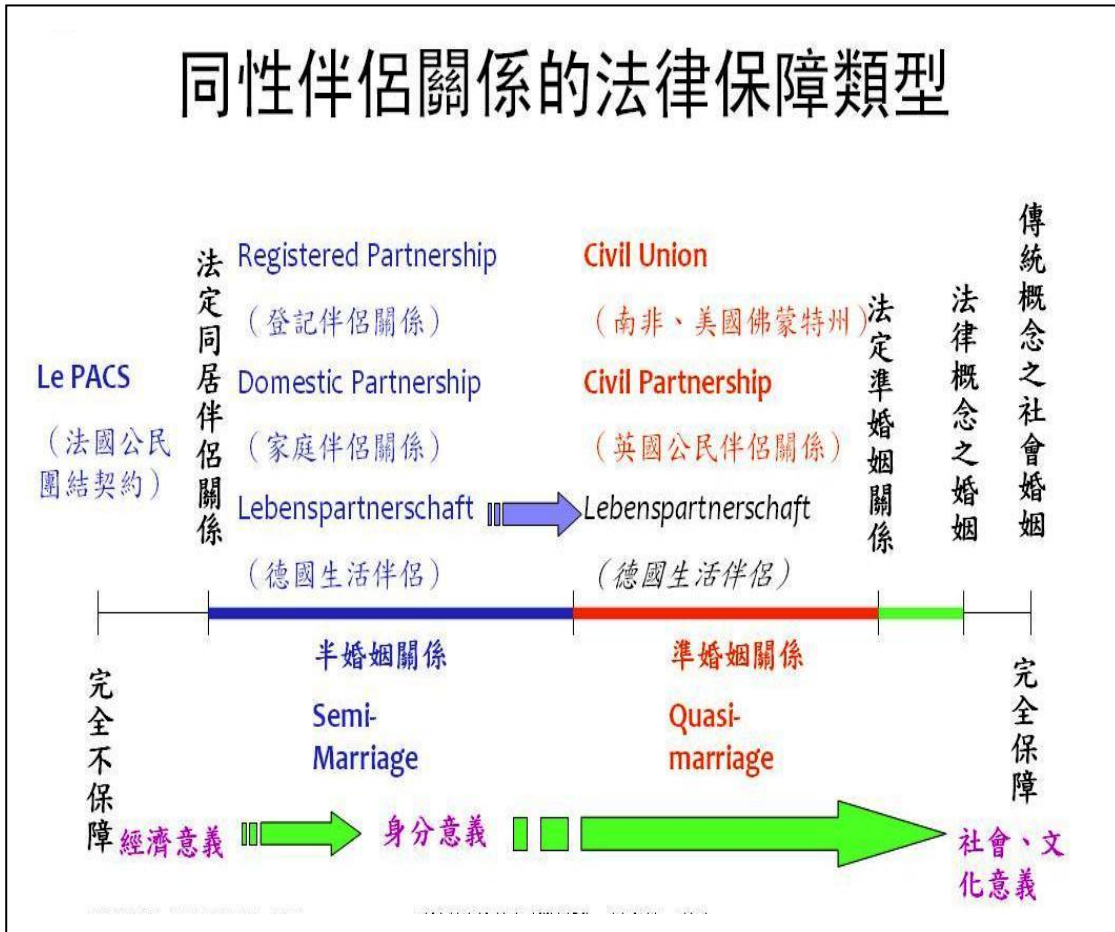 同性伴侶關係的法律保障類型
Le PACS
（法國公民
團結契約）
法定同居伴侶關係
Registered Partnership
（登記伴侶關係）
Domestic Partnership
（家庭伴侶關係）
Lebenspartnerschaft
（德國生活伴侶）
Civil Union
（南非、美國佛蒙特州）
Civil Partnership
（英國公民伴侶關係）
Lebenspartnerschaft
（德國生活伴侶）
法定準婚姻關係
法律概念之婚姻
傳統概念之社會婚姻
完全不保障
半婚姻關係
Semi-
Marriage
準婚姻關係
Quasi-
marriage
完全保障
經濟意義
身分意義
社會、文
化意義